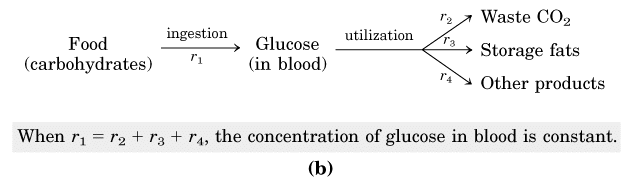 Food
(carbohydrates)
ingestion
r₁
Glucose
(in blood)
utilization
r₂
r₃
r₄
Waste CO₂
Storage fats
Other products
When r₁ = r₂ + r₃ + r₄, the concentration of glucose in blood is constant.
(b)